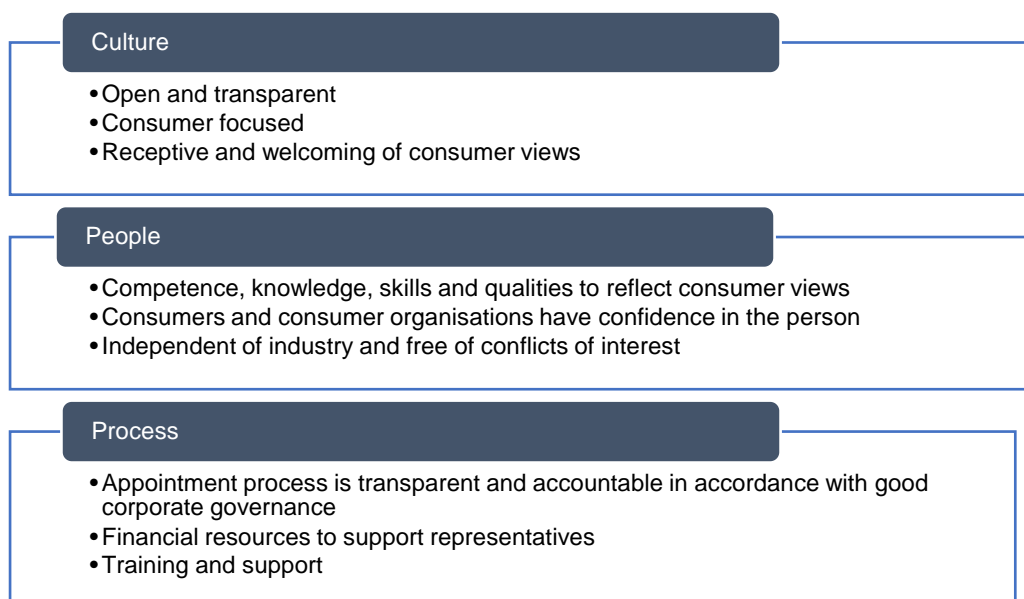 Culture
•Open and transparent
•Consumer focused
•Receptive and welcoming of consumer views
People
•Competence, knowledge, skills and qualities to reflect consumer views
•Consumers and consumer organisations have confidence in the person
•Independent of industry and free of conflicts of interest
Process
•Appointment process is transparent and accountable in accordance with good
corporate governance
•Financial resources to support representatives
•Training and support